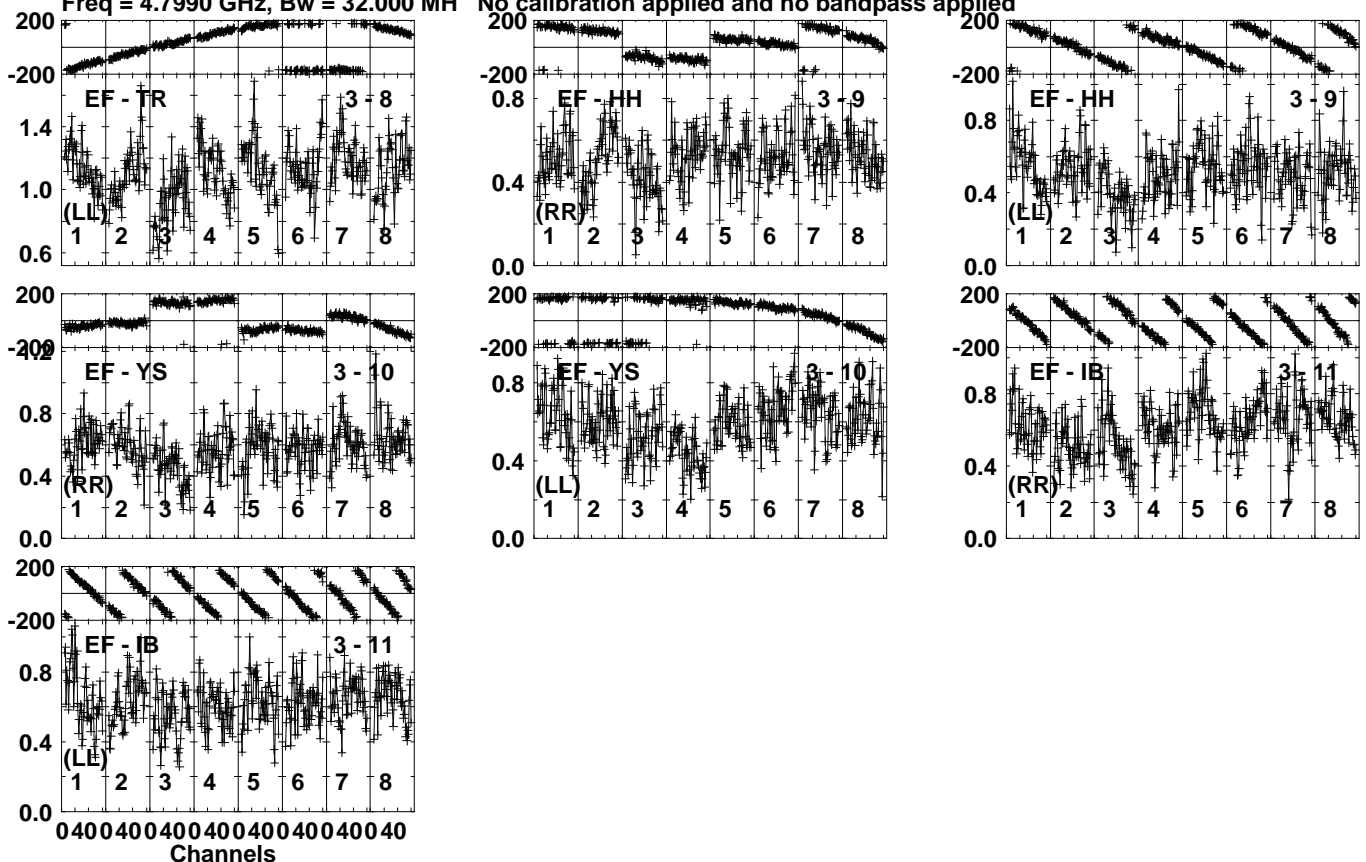 Freq = 4.7990 GHz, Bw = 32.000 MH No calibration applied and no bandpass applied
200
-200
EF - TR 3 - 8
1.4
1.0
0.6
(LL)
1 2 3 4 5 6 7 8
200
-200
EF - HH 3 - 9
0.8
0.4
0.0
(RR)
1 2 3 4 5 6 7 8
200
-200
EF - HH 3 - 9
0.8
0.4
0.0
(LL)
1 2 3 4 5 6 7 8
200
-200
1.2
EF - YS 3 - 10
0.8
0.4
0.0
(RR)
1 2 3 4 5 6 7 8
200
-200
EF - YS 3 - 10
0.8
0.4
0.0
(LL)
1 2 3 4 5 6 7 8
200
-200
EF - IB 3 - 11
0.8
0.4
0.0
(RR)
1 2 3 4 5 6 7 8
200
-200
EF - IB 3 - 11
0.8
0.4
0.0
(LL)
1 2 3 4 5 6 7 8
0 40 0 40 0 40 0 40 0 40 0 40 0 40 0 40
Channels